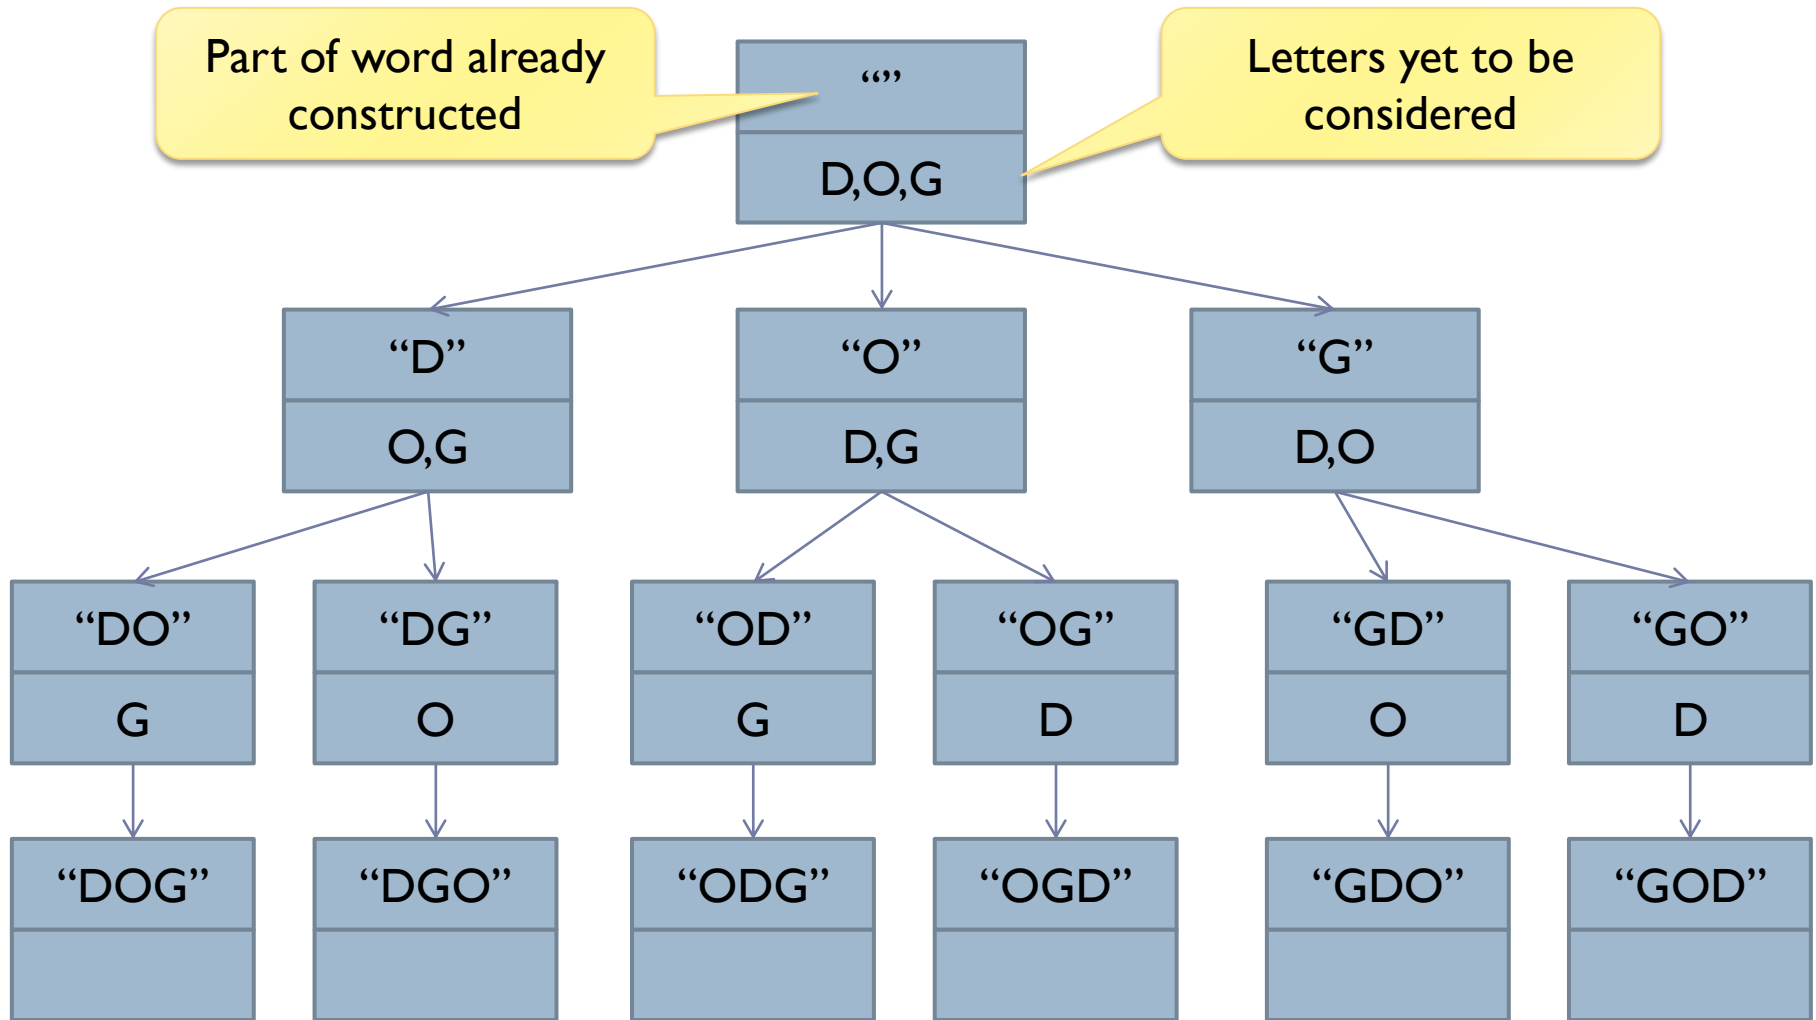 Part of word already
constructed
“”
D,O,G
Letters yet to be
considered
“D”
O,G
“O”
D,G
“G”
D,O
“DO”
G
“DG”
O
“OD”
G
“OG”
D
“GD”
O
“GO”
D
“DOG”
“DGO”
“ODG”
“OGD”
“GDO”
“GOD”